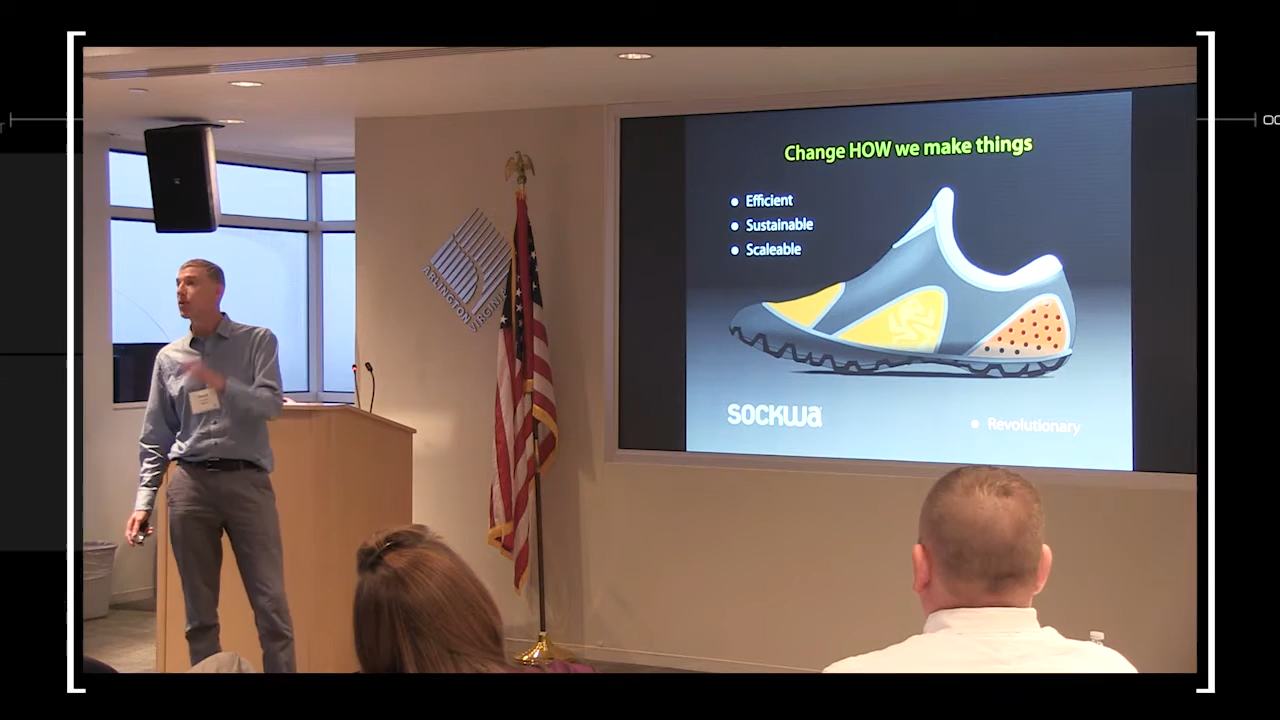 Change HOW we make things
Efficient
Sustainable
Scaleable
SOCKWA
Revolutionary
ARLINGTON
VIRGINIA